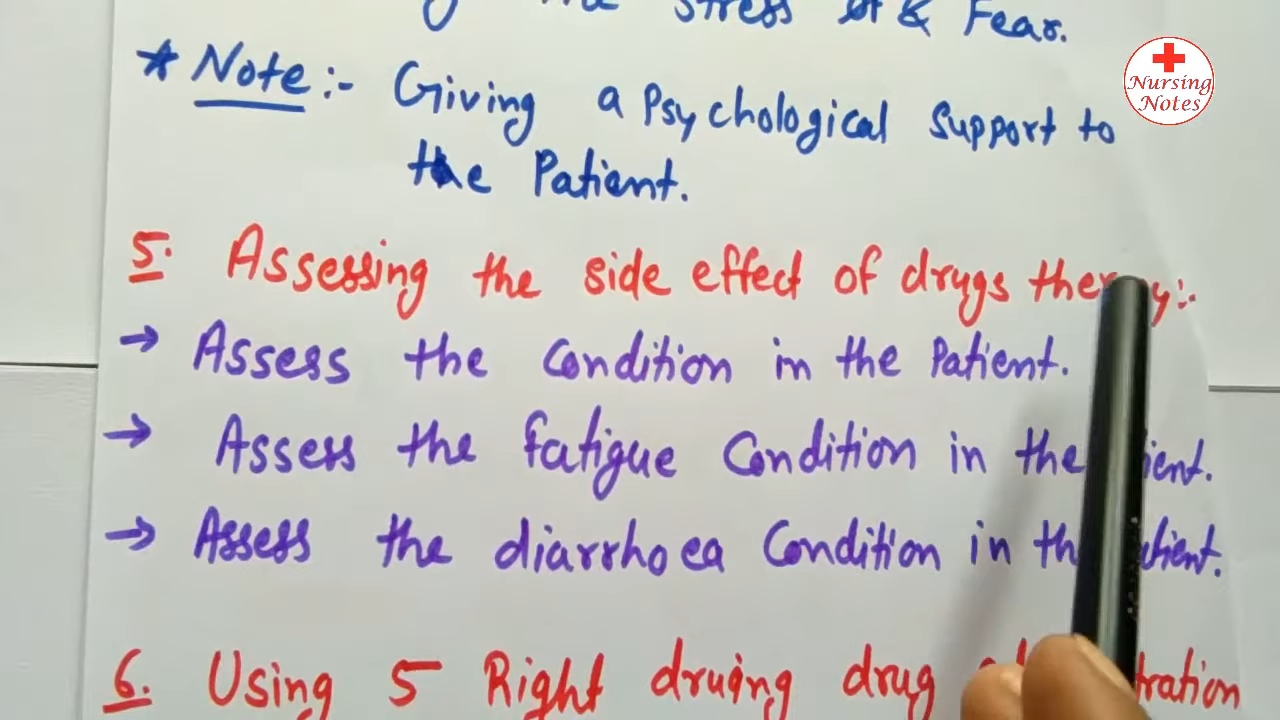 the Stress & Fear.
* Note:- Giving a Psychological Support to
the Patient.
Nursing
Notes
5. Assessing the side effect of drugs
→ Assess the Condition in the Patient.
→ Assess the fatigue Condition in the
→ Assess the diarrhoea Condition in
6. Using 5 Right druing drug